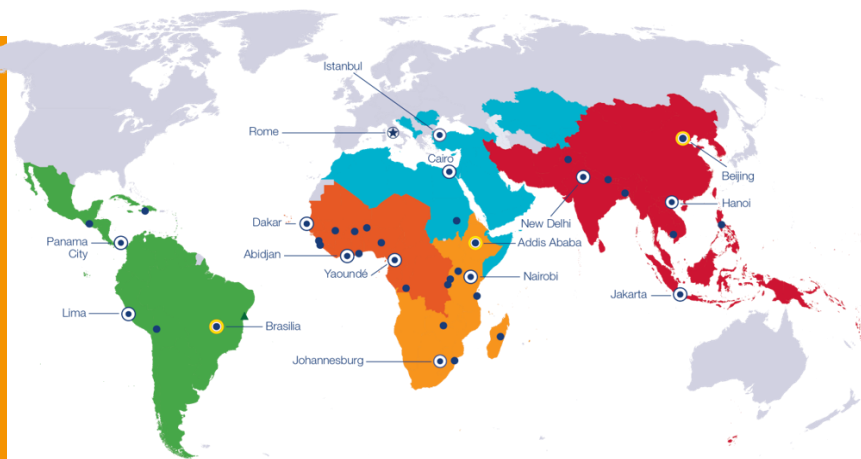 Istanbul
Rome
Cairo
Beijing
Hanoi
New Delhi
Dakar
Addis Ababa
Panama
City
Abidjan
Yaoundé
Nairobi
Jakarta
Lima
Brasilia
Johannesburg